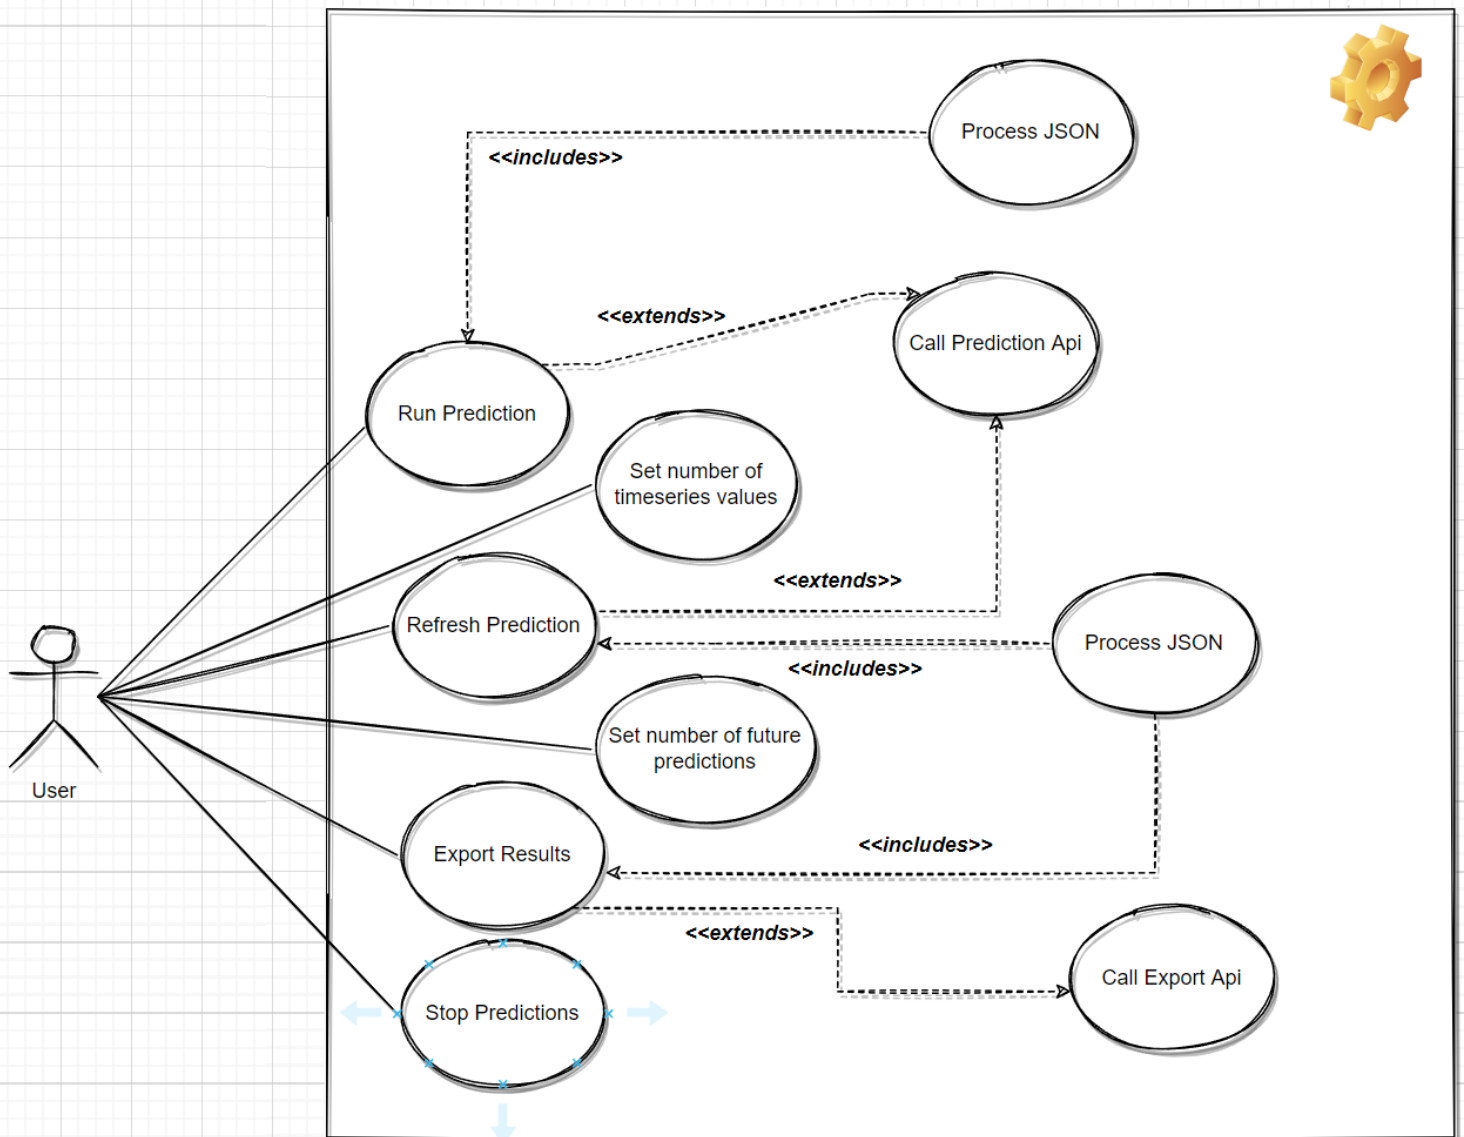 Process JSON
<<includes>>
<<extends>>
Call Prediction Api
Run Prediction
Set number of
timeseries values
<<extends>>
Refresh Prediction
Process JSON
<<includes>>
Set number of future
predictions
User
<<includes>>
Export Results
<<extends>>
Call Export Api
Stop Predictions